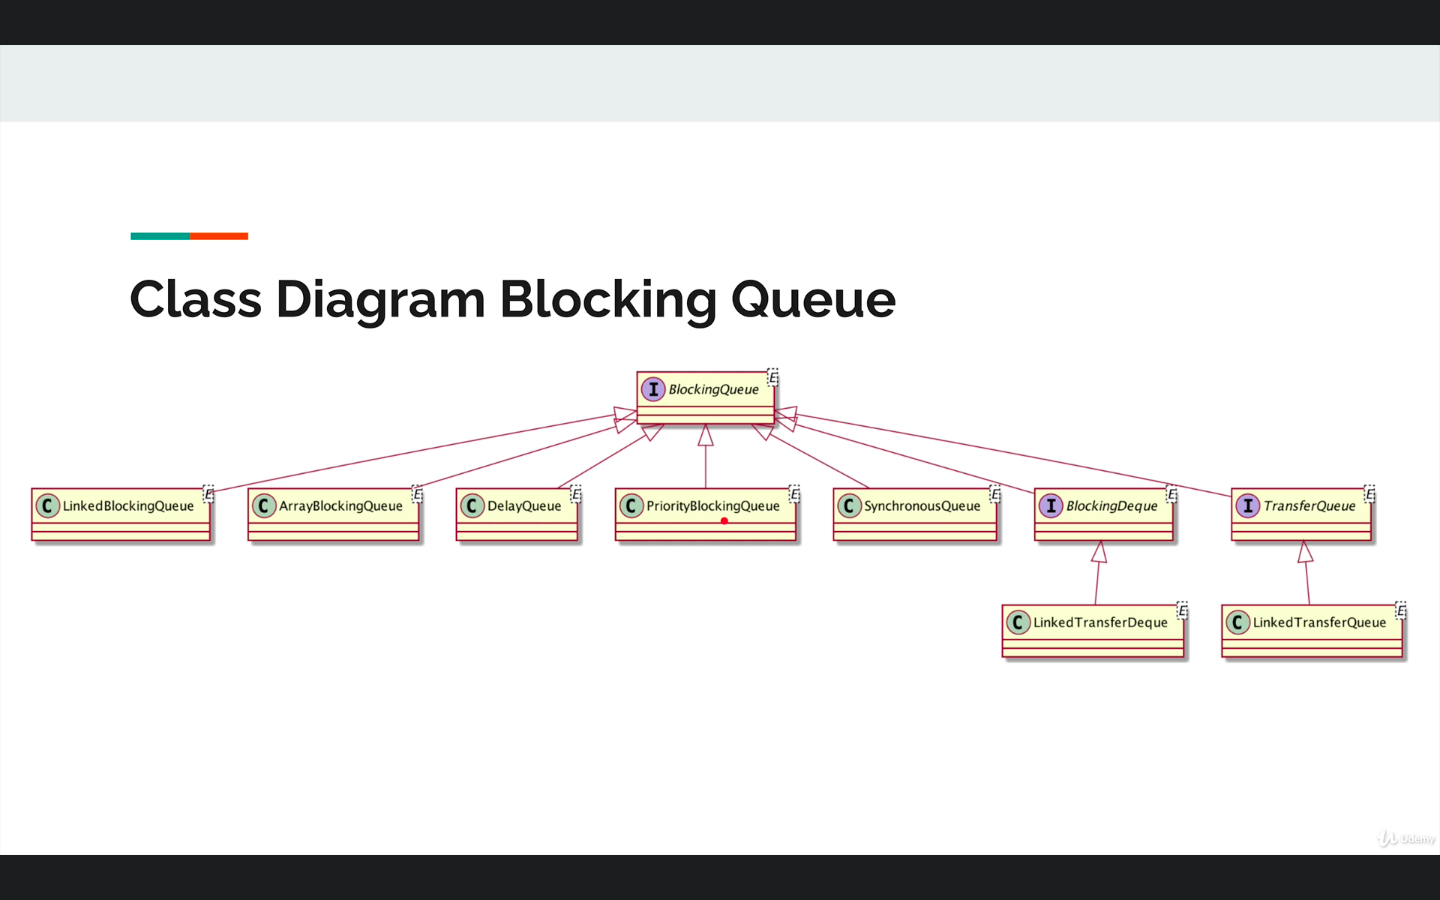 Class Diagram Blocking Queue
I BlockingQueue E
C LinkedBlockingQueue E
C ArrayBlockingQueue E
C DelayQueue E
C PriorityBlockingQueue E
C SynchronousQueue E
I BlockingDeque E
I TransferQueue E
C LinkedTransferDeque E
C LinkedTransferQueue E
Udemy